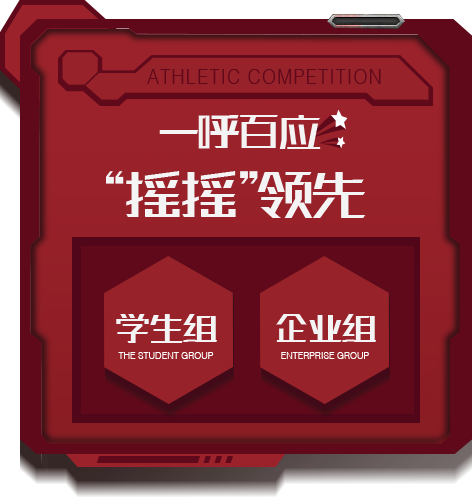 ATHLETIC COMPETITION
一呼百应
“摇摇”领先
学生组
THE STUDENT GROUP
企业组
ENTERPRISE GROUP